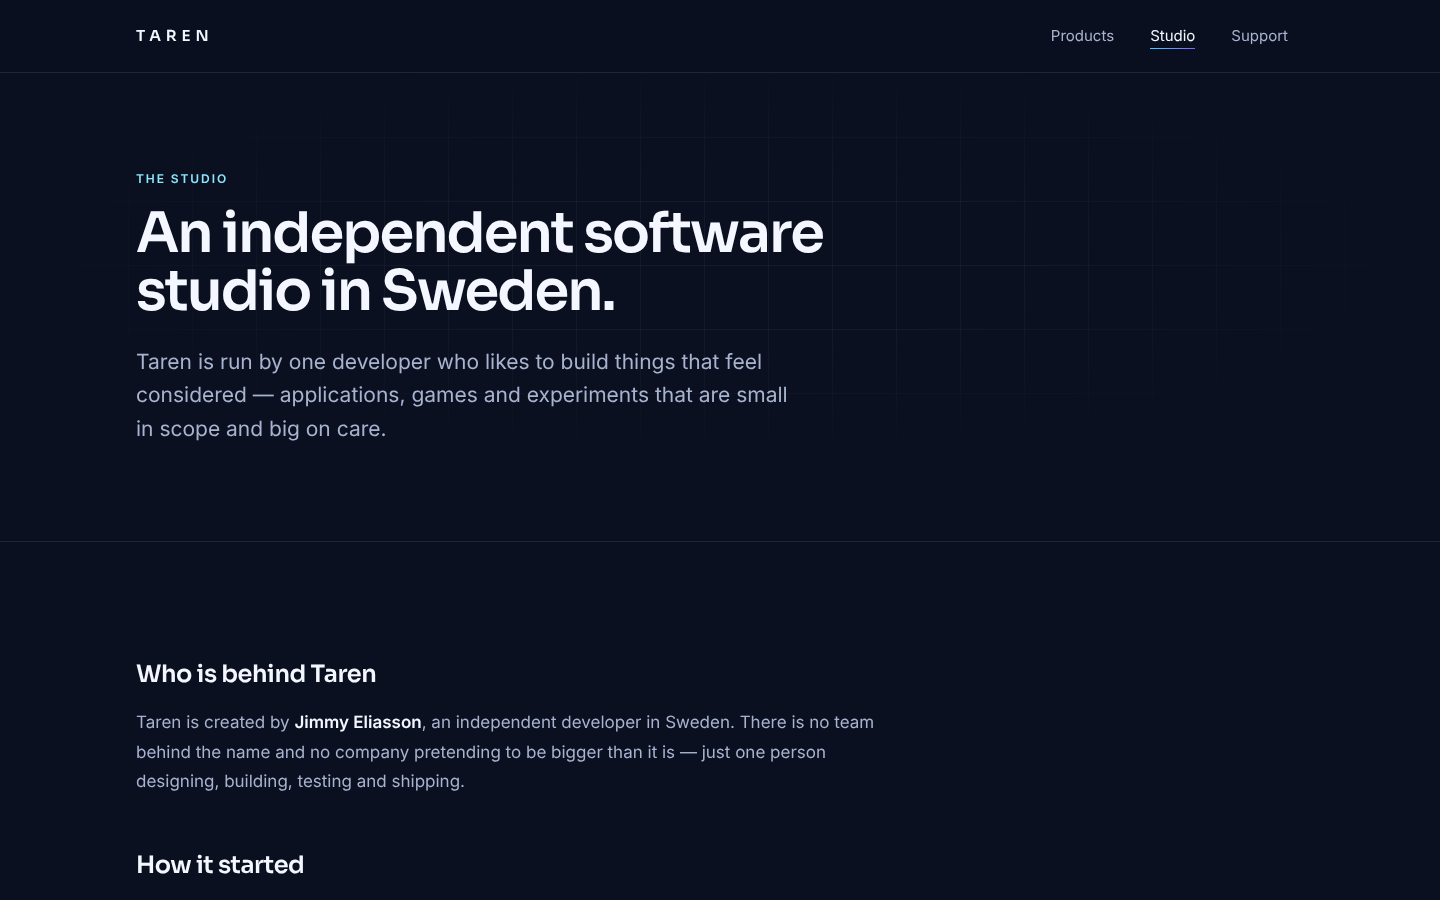 TAREN
Products
Studio
Support
THE STUDIO
An independent software
studio in Sweden.
Taren is run by one developer who likes to build things that feel
considered — applications, games and experiments that are small
in scope and big on care.
Who is behind Taren
Taren is created by Jimmy Eliasson, an independent developer in Sweden. There is no team
behind the name and no company pretending to be bigger than it is — just one person
designing, building, testing and shipping.
How it started